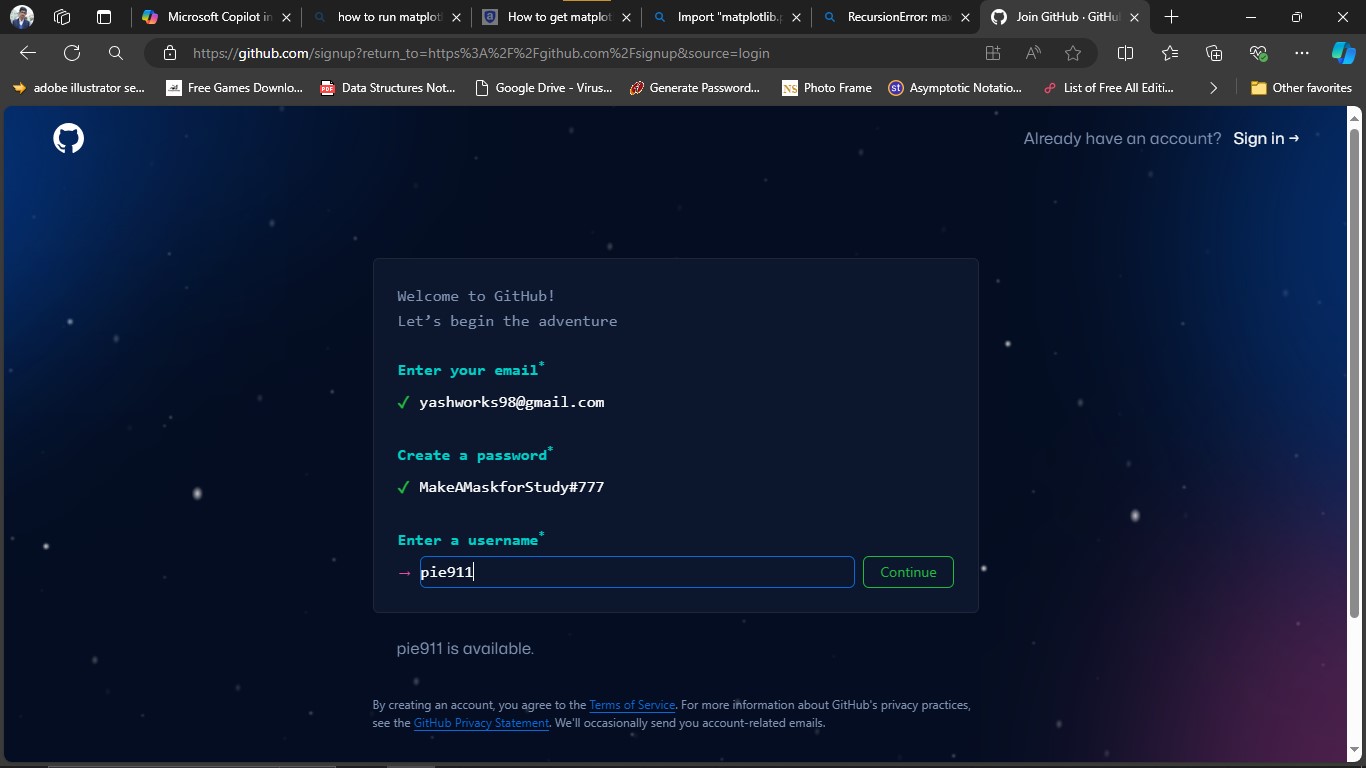 Microsoft Copilot in
how to run matplotl
How to get matplot
Import "matplotlib.p
RecursionError: max
Join GitHub · GitHu
https://github.com/signup?return_to=https%3A%2F%2Fgithub.com%2Fsignup&source=login
adobe illustrator se...
Free Games Downlo...
PDF
Data Structures Not...
Google Drive - Virus...
Generate Password...
NS
Photo Frame
st
Asymptotic Notatio...
List of Free All Editi...
Other favorites
Already have an account? Sign in →
Welcome to GitHub!
Let’s begin the adventure
Enter your email*
✓ yashworks98@gmail.com
Create a password*
✓ MakeAMaskforStudy#777
Enter a username*
→ pie911
Continue
pie911 is available.
By creating an account, you agree to the Terms of Service. For more information about GitHub's privacy practices,
see the GitHub Privacy Statement. We'll occasionally send you account-related emails.